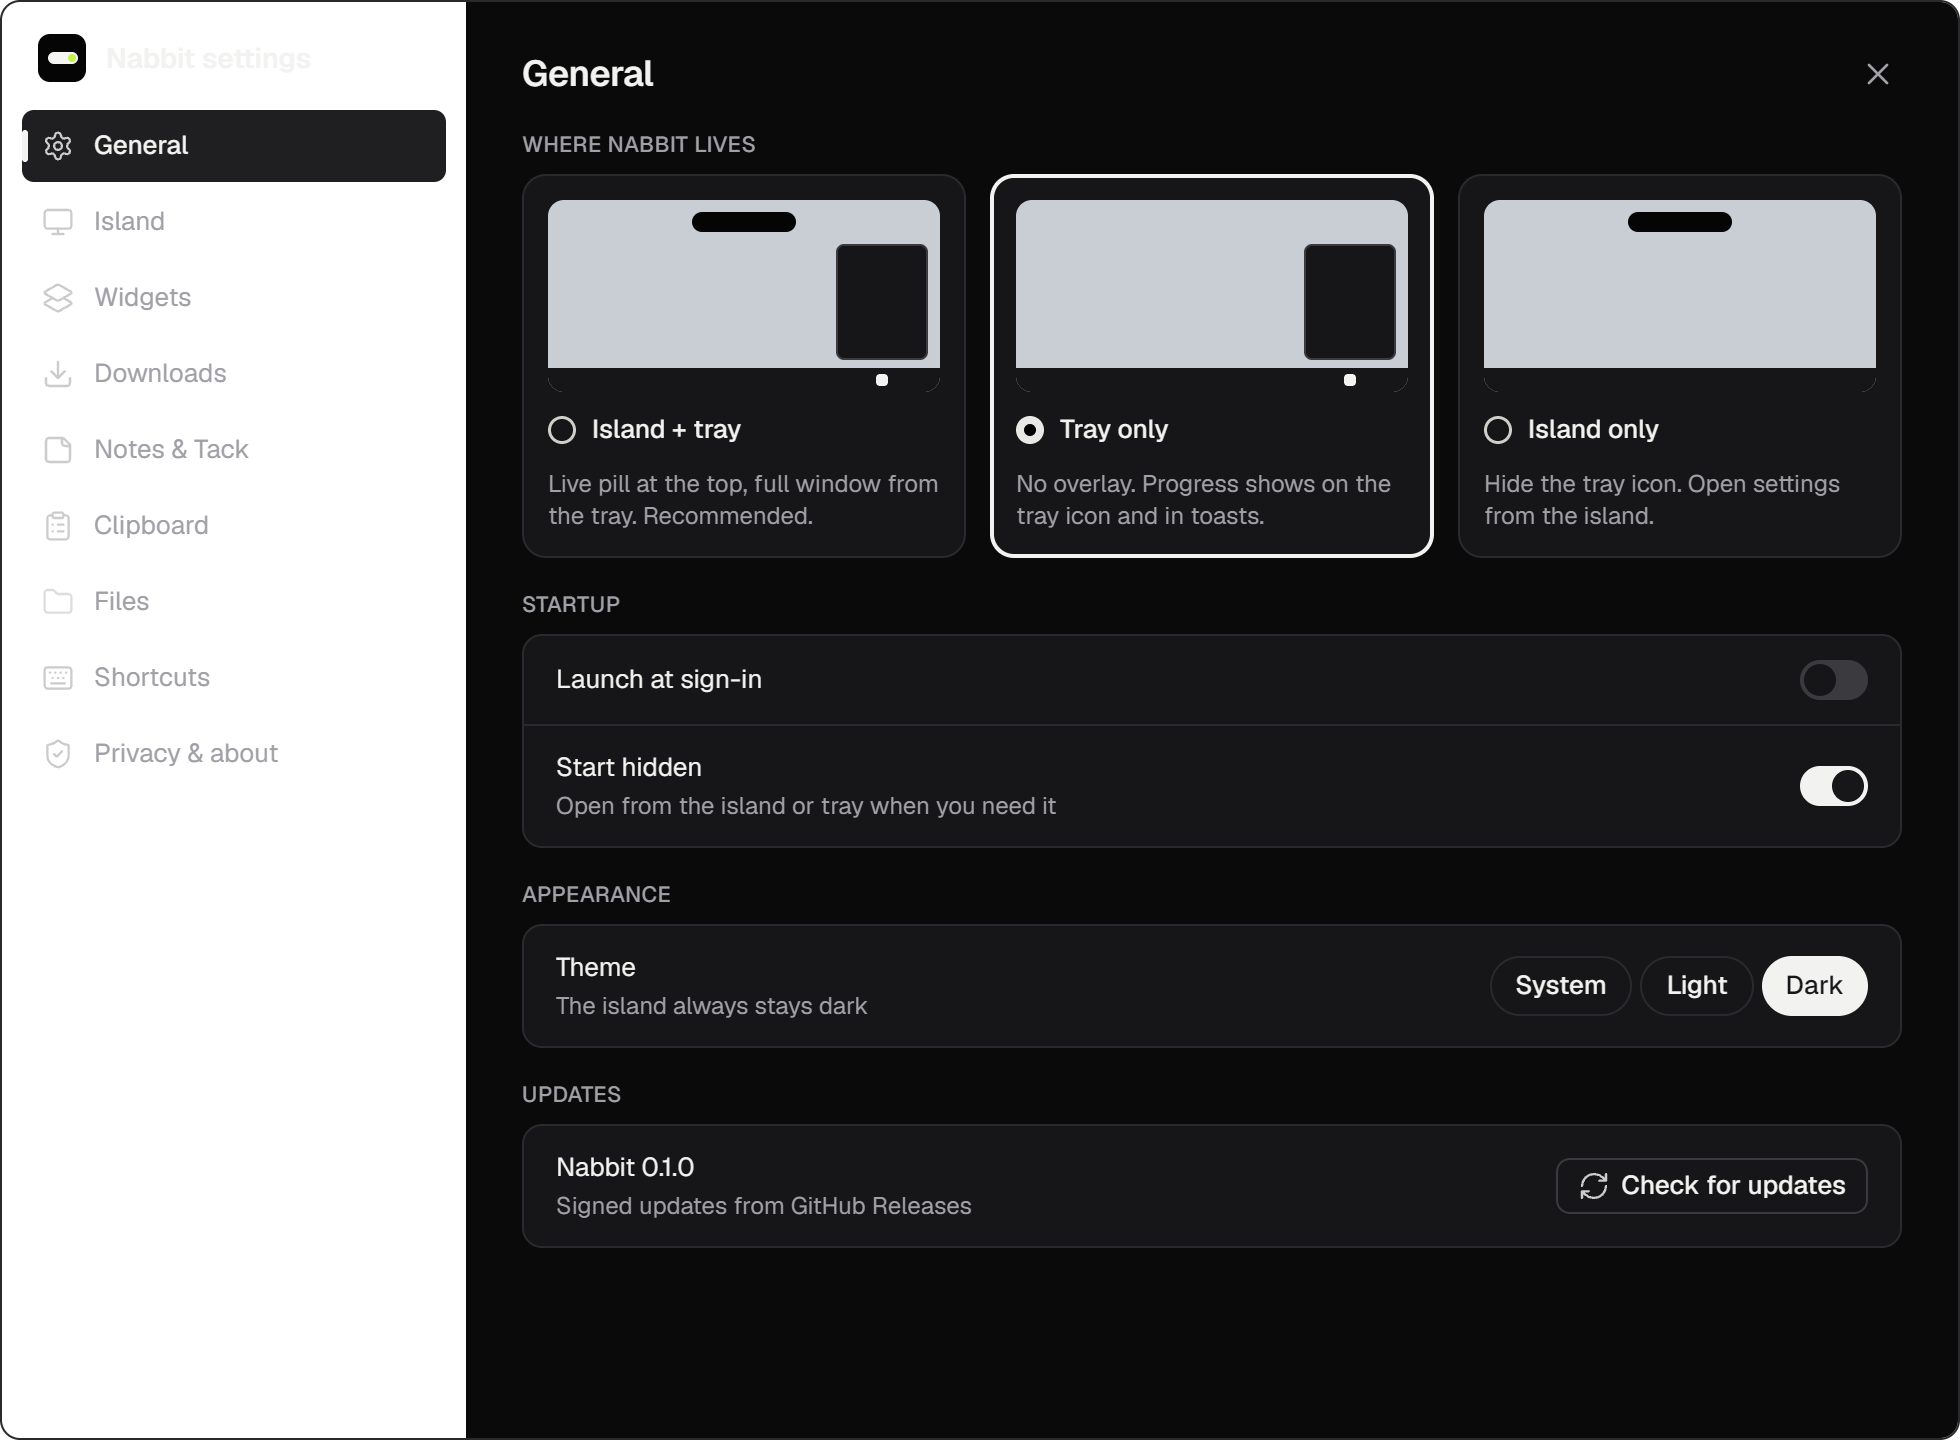 Nabbit settings
General
Island
Widgets
Downloads
Notes & Tack
Clipboard
Files
Shortcuts
Privacy & about
General
WHERE NABBIT LIVES
Island + tray
Live pill at the top, full window from
the tray. Recommended.
Tray only
No overlay. Progress shows on the
tray icon and in toasts.
Island only
Hide the tray icon. Open settings
from the island.
STARTUP
Launch at sign-in
Start hidden
Open from the island or tray when you need it
APPEARANCE
Theme
The island always stays dark
System
Light
Dark
UPDATES
Nabbit 0.1.0
Signed updates from GitHub Releases
Check for updates